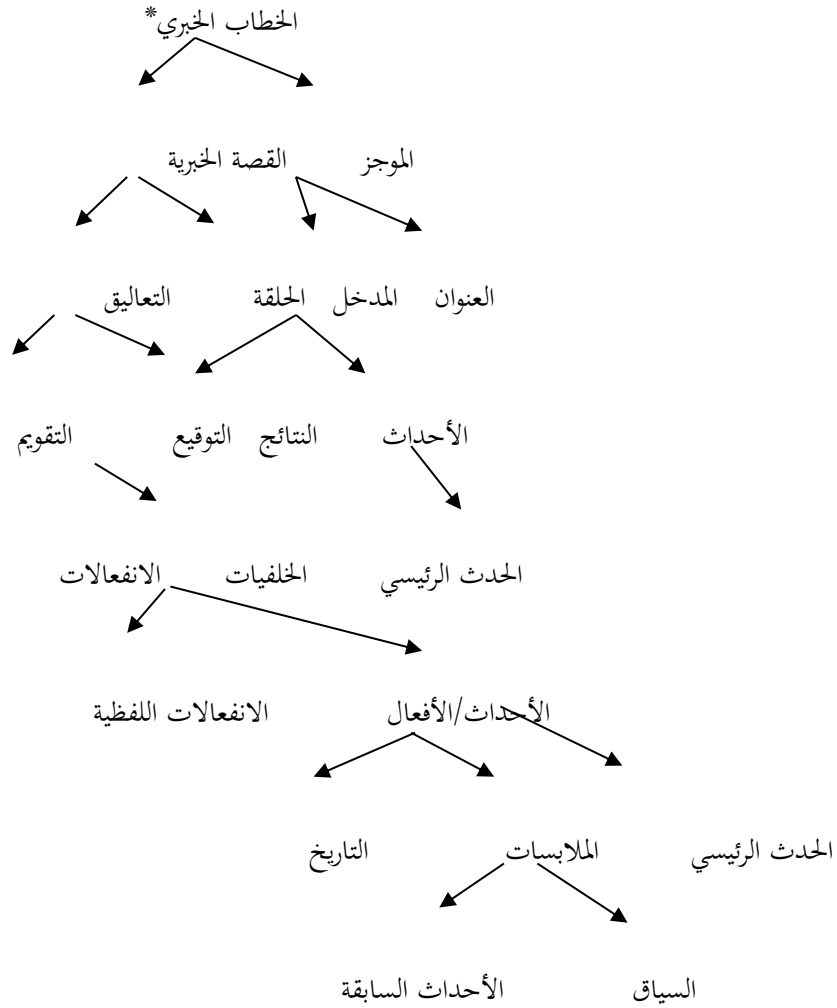 الخطاب الخبري*
الموجز القصة الخبرية
العنوان المدخل الحلقة التعاليق
الأحداث النتائج التوقيع التقويم
الحدث الرئيسي الخلفيات الانفعالات
الأحداث/الأفعال الانفعالات اللفظية
الحدث الرئيسي الملابسات التاريخ
السياق الأحداث السابقة